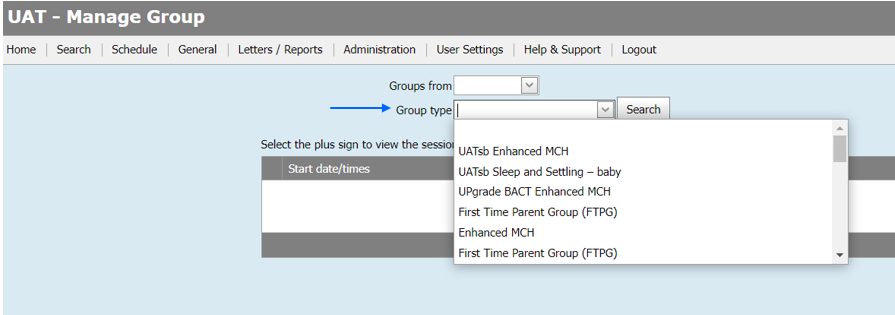 UAT - Manage Group
Home Search Schedule General Letters / Reports Administration User Settings Help & Support Logout
Groups from
Group type Search
Select the plus sign to view the sessio
Start date/times
UATsb Enhanced MCH
UATsb Sleep and Settling – baby
UPgrade BACT Enhanced MCH
First Time Parent Group (FTPG)
Enhanced MCH
First Time Parent Group (FTPG)